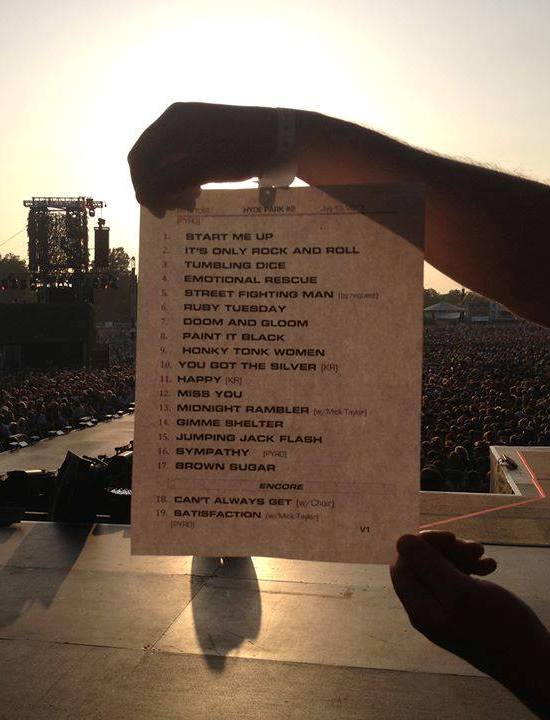 HYDE PARK #2
[PYRO]
1. START ME UP
2. IT'S ONLY ROCK AND ROLL
3. TUMBLING DICE
4. EMOTIONAL RESCUE
5. STREET FIGHTING MAN (by request)
6. RUBY TUESDAY
7. DOOM AND GLOOM
8. PAINT IT BLACK
9. HONKY TONK WOMEN
10. YOU GOT THE SILVER [KR]
11. HAPPY [KR]
12. MISS YOU
13. MIDNIGHT RAMBLER [w/Mick Taylor]
14. GIMME SHELTER
15. JUMPING JACK FLASH
16. SYMPATHY [PYRO]
17. BROWN SUGAR
ENCORE
18. CAN'T ALWAYS GET [w/ Choir]
19. SATISFACTION [w/Mick Taylor]
[PYRO]
V1